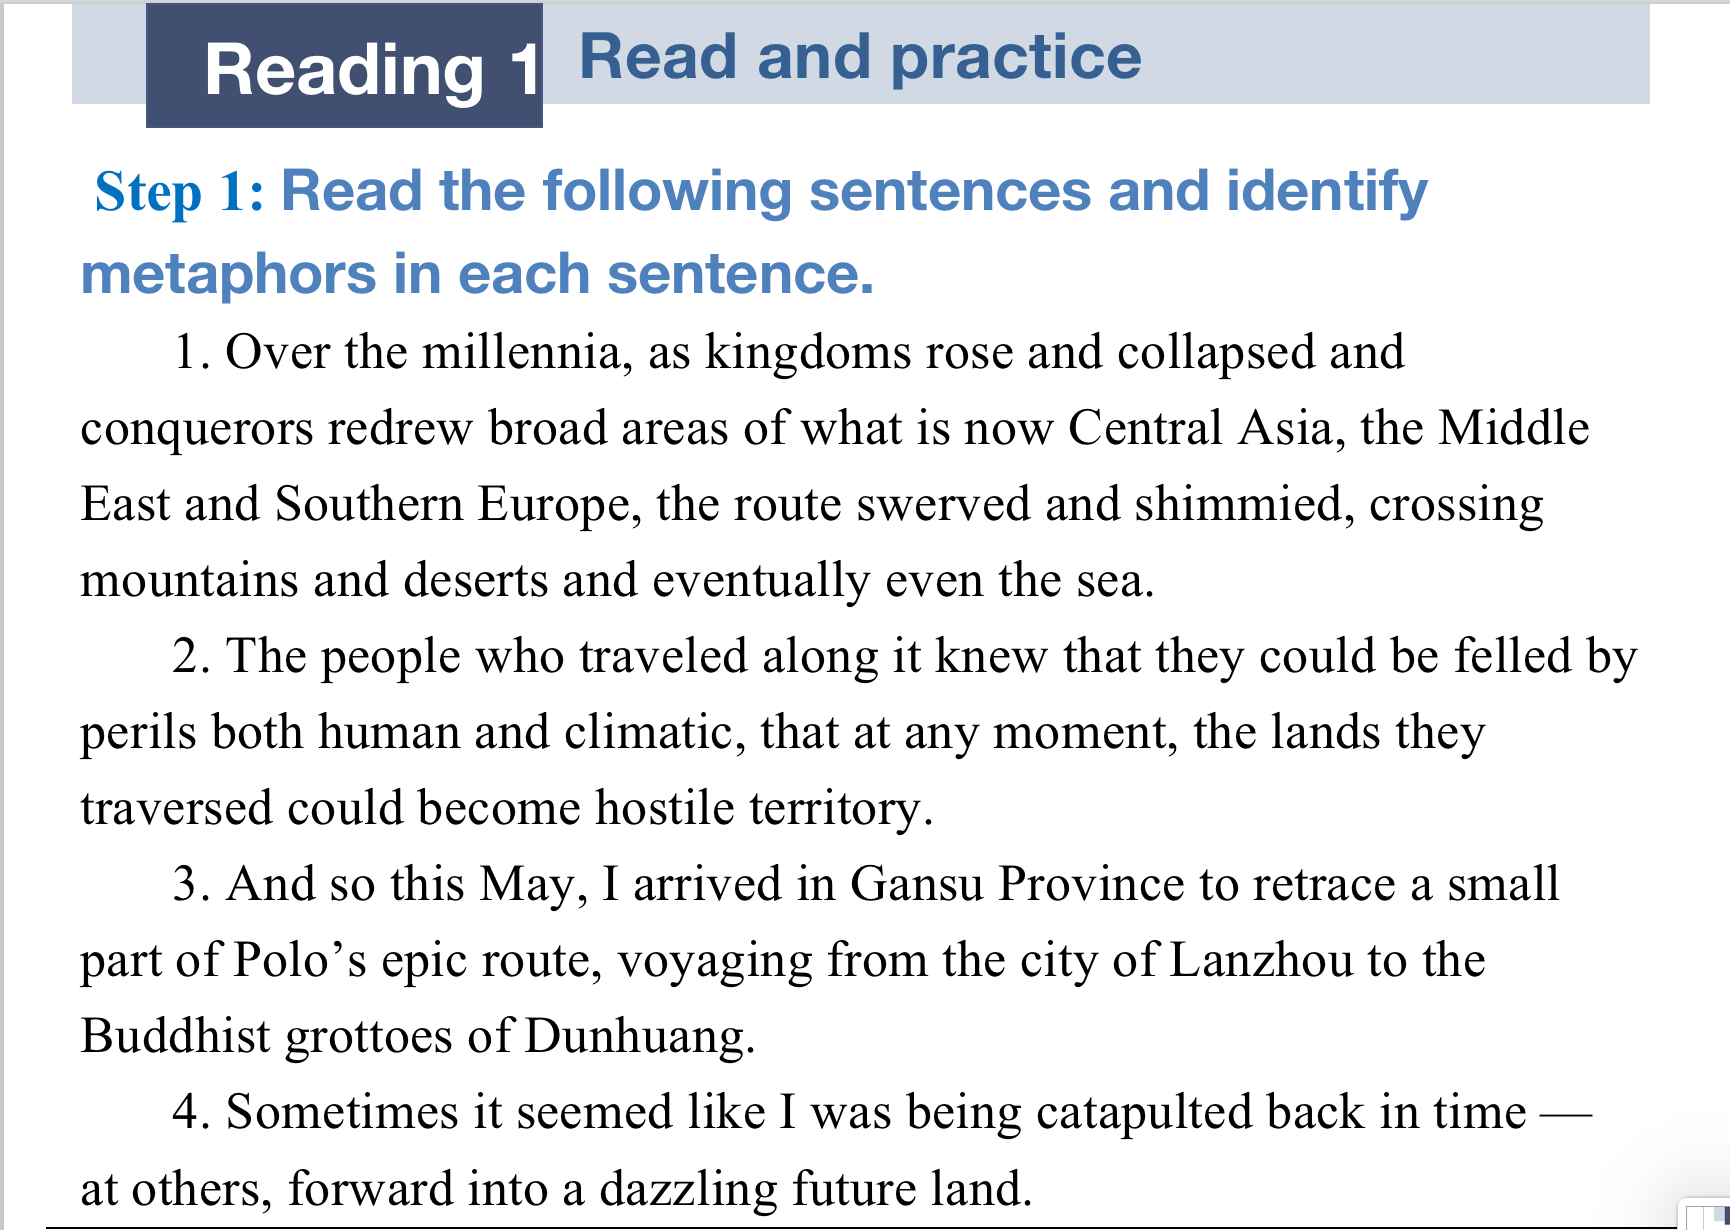 Reading 1 Read and practice
Step 1: Read the following sentences and identify
metaphors in each sentence.
1. Over the millennia, as kingdoms rose and collapsed and
conquerors redrew broad areas of what is now Central Asia, the Middle
East and Southern Europe, the route swerved and shimmied, crossing
mountains and deserts and eventually even the sea.
2. The people who traveled along it knew that they could be felled by
perils both human and climatic, that at any moment, the lands they
traversed could become hostile territory.
3. And so this May, I arrived in Gansu Province to retrace a small
part of Polo’s epic route, voyaging from the city of Lanzhou to the
Buddhist grottoes of Dunhuang.
4. Sometimes it seemed like I was being catapulted back in time —
at others, forward into a dazzling future land.